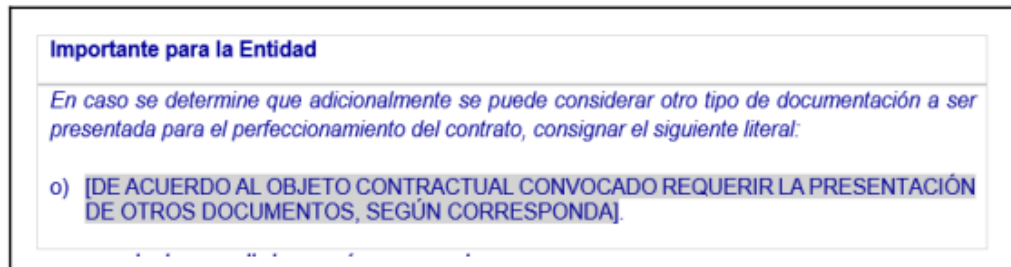 Importante para la Entidad
En caso se determine que adicionalmente se puede considerar otro tipo de documentación a ser
presentada para el perfeccionamiento del contrato, consignar el siguiente literal:
o) [DE ACUERDO AL OBJETO CONTRACTUAL CONVOCADO REQUERIR LA PRESENTACIÓN
DE OTROS DOCUMENTOS, SEGÚN CORRESPONDA].